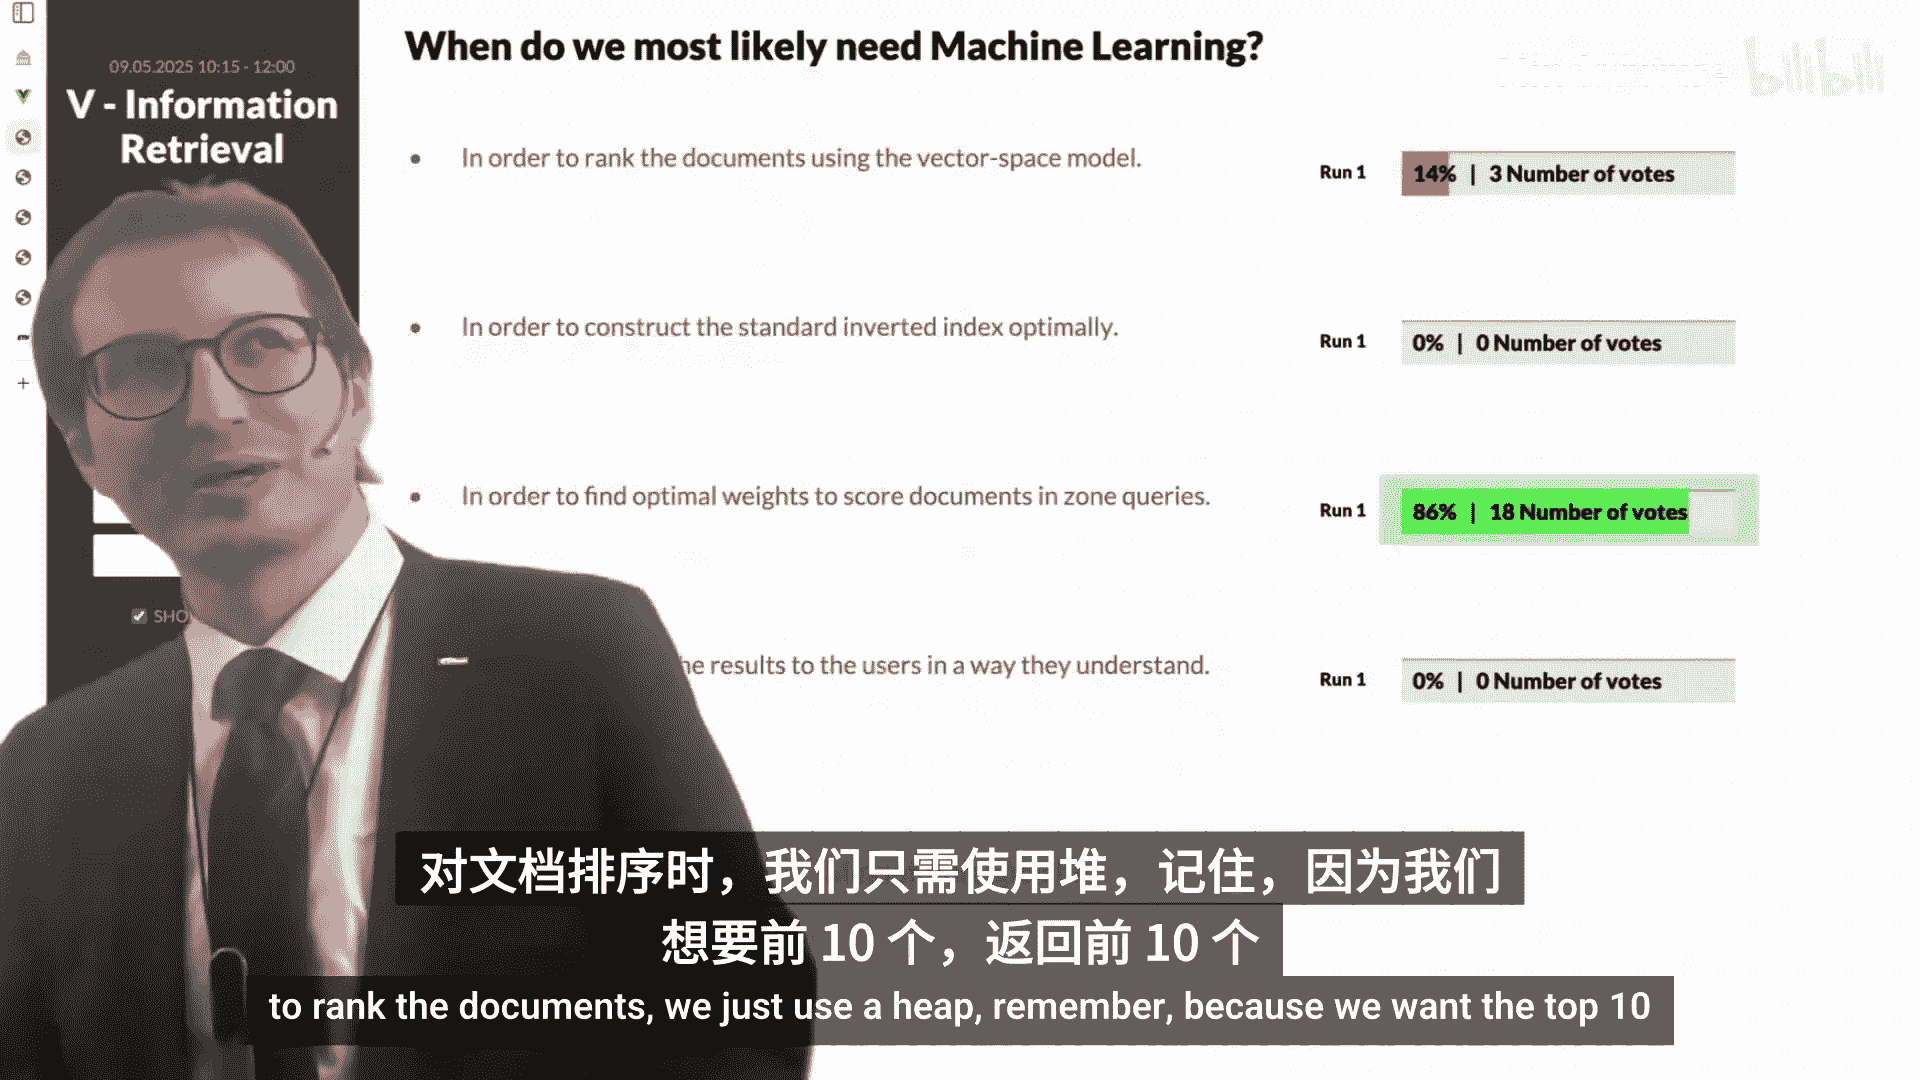 When do we most likely need Machine Learning?
09.05.2025 10:15 - 12:00
V - Information
Retrieval
In order to rank the documents using the vector-space model.
Run 1
14% | 3 Number of votes
In order to construct the standard inverted index optimally.
Run 1
0% | 0 Number of votes
In order to find optimal weights to score documents in zone queries.
Run 1
86% | 18 Number of votes
SHO
he results to the users in a way they understand.
Run 1
0% | 0 Number of votes
对文档排序时，我们只需使用堆，记住，因为我们
想要前 10 个，返回前 10 个
to rank the documents, we just use a heap, remember, because we want the top 10
bilibili